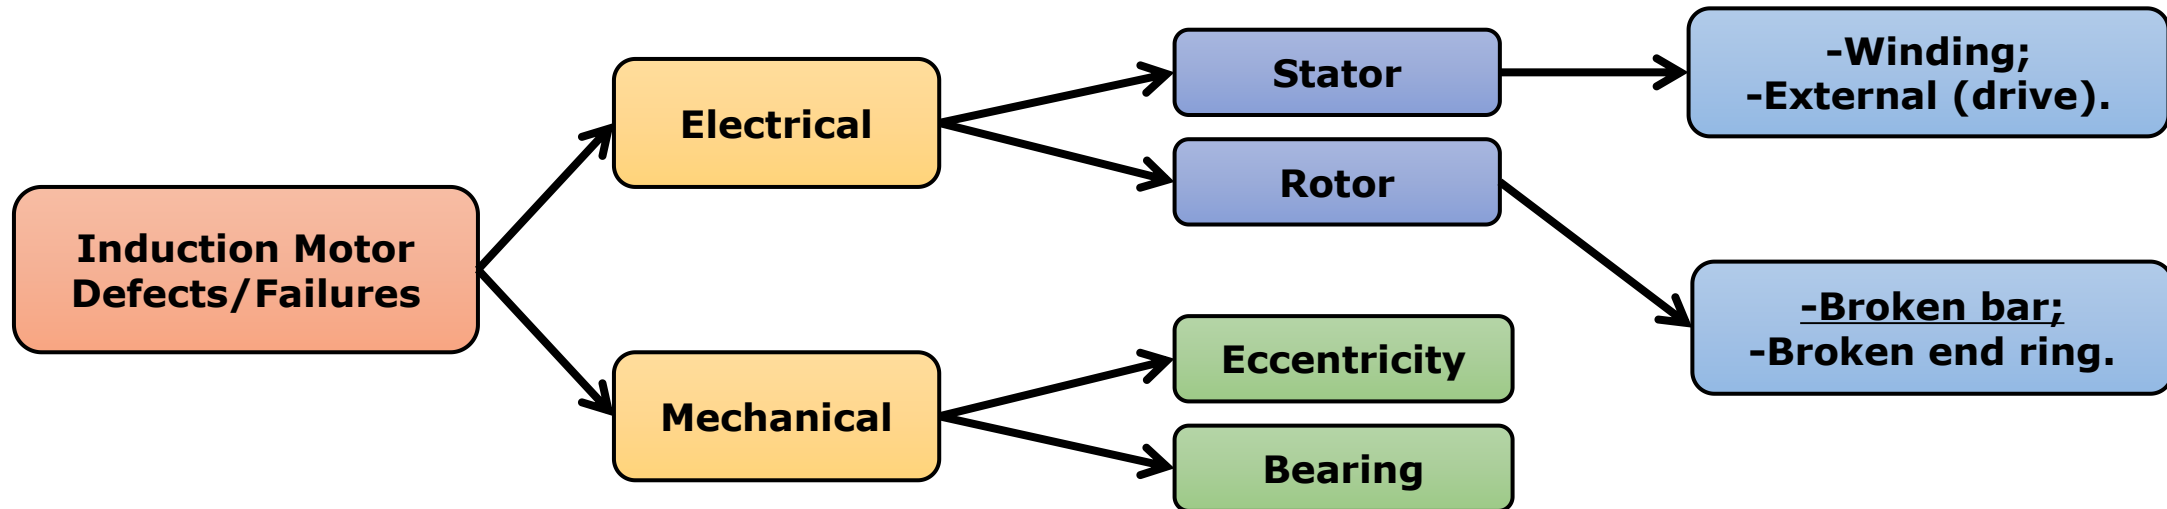 Induction Motor
Defects/Failures
Electrical
Mechanical
Stator
Rotor
Eccentricity
Bearing
-Winding;
-External (drive).
-Broken bar;
-Broken end ring.